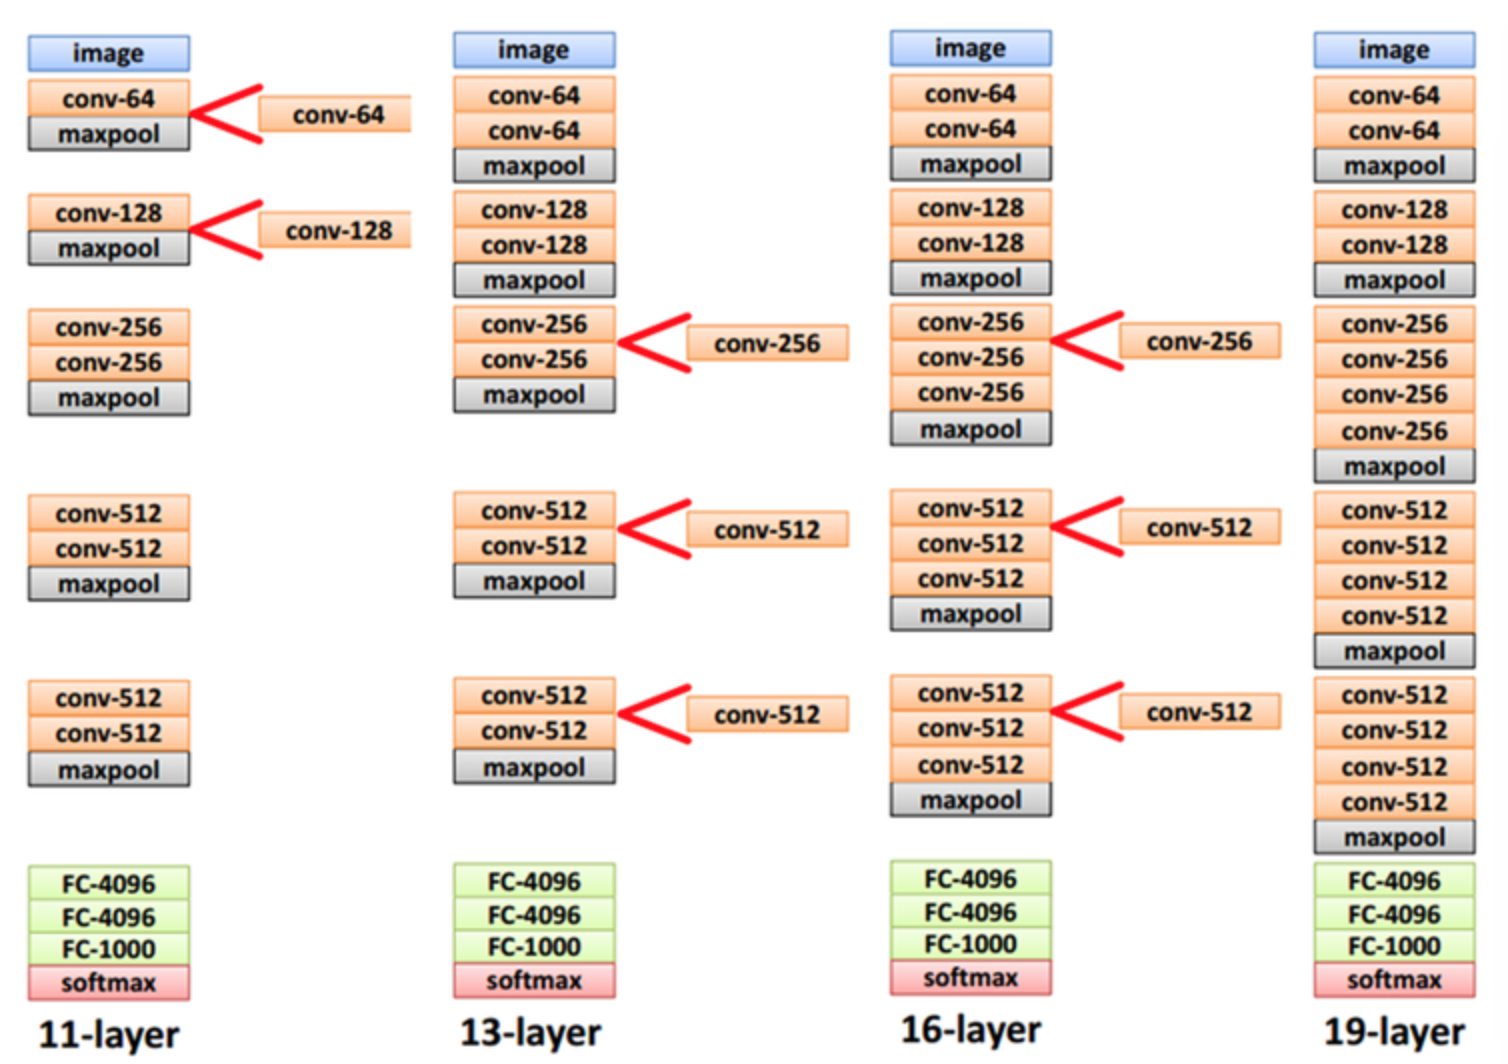 image
conv-64
maxpool
conv-64
conv-128
maxpool
conv-128
conv-256
conv-256
maxpool
conv-512
conv-512
maxpool
conv-512
conv-512
maxpool
FC-4096
FC-4096
FC-1000
softmax
11-layer
image
conv-64
conv-64
maxpool
conv-128
conv-128
maxpool
conv-256
conv-256
maxpool
conv-256
conv-512
conv-512
maxpool
conv-512
conv-512
conv-512
maxpool
conv-512
FC-4096
FC-4096
FC-1000
softmax
13-layer
image
conv-64
conv-64
maxpool
conv-128
conv-128
maxpool
conv-256
conv-256
conv-256
maxpool
conv-256
conv-512
conv-512
conv-512
maxpool
conv-512
conv-512
conv-512
conv-512
maxpool
conv-512
FC-4096
FC-4096
FC-1000
softmax
16-layer
image
conv-64
conv-64
maxpool
conv-128
conv-128
maxpool
conv-256
conv-256
conv-256
conv-256
maxpool
conv-512
conv-512
conv-512
conv-512
maxpool
conv-512
conv-512
conv-512
conv-512
maxpool
FC-4096
FC-4096
FC-1000
softmax
19-layer